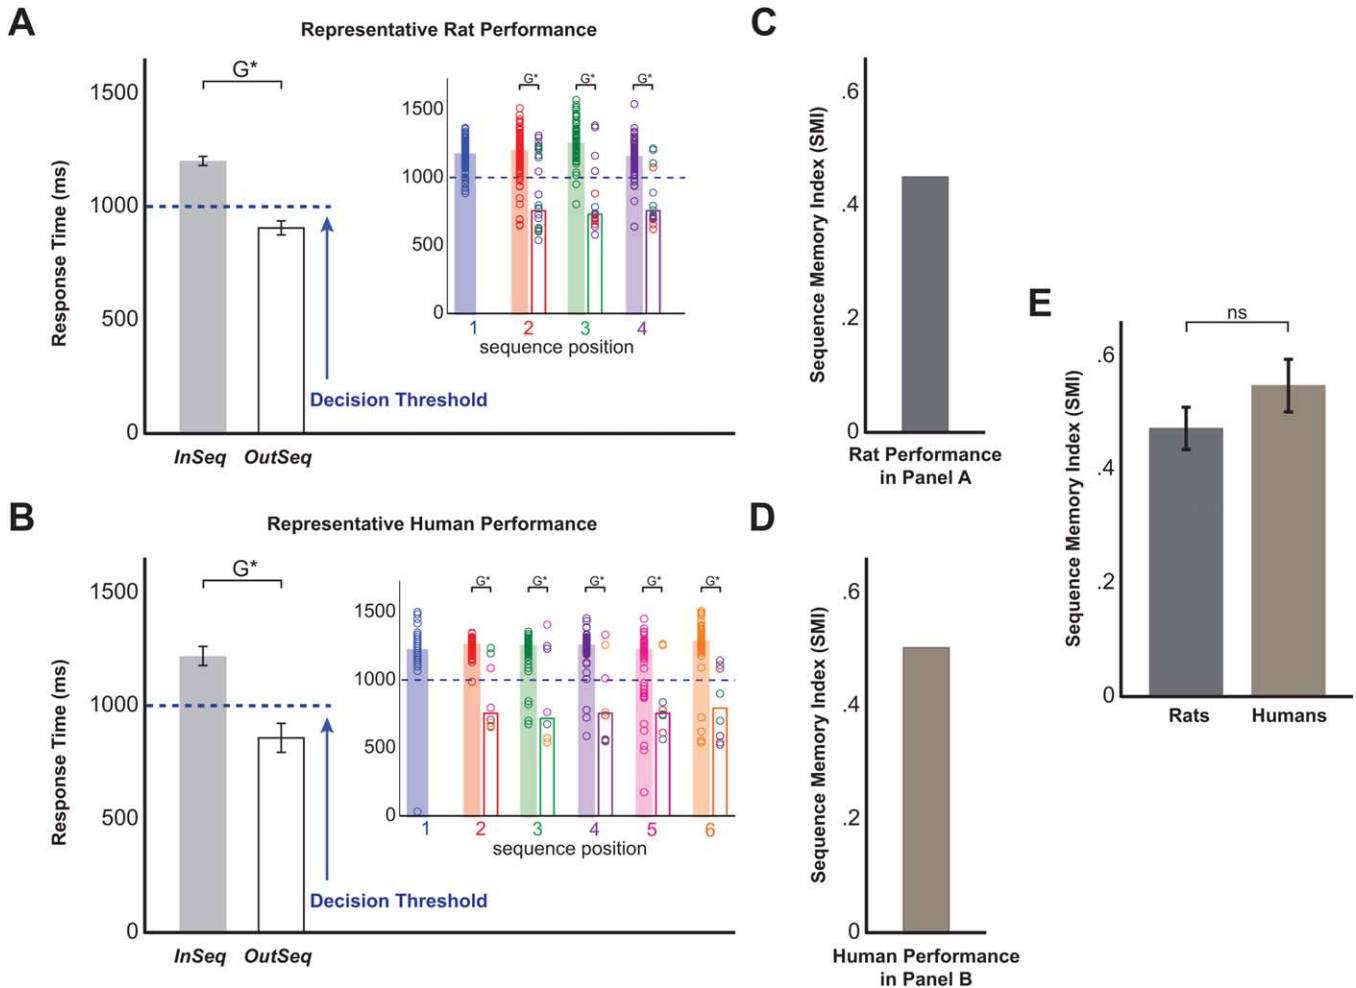 A
Representative Rat Performance
Response Time (ms)
1500
1000
500
0
G*
InSeq OutSeq
Decision Threshold
1500
1000
500
0
G* G* G*
1 2 3 4
sequence position
B
Representative Human Performance
Response Time (ms)
1500
1000
500
0
G*
InSeq OutSeq
Decision Threshold
1500
1000
500
0
G* G* G* G* G*
1 2 3 4 5 6
sequence position
C
Sequence Memory Index (SMI)
.6
.4
.2
0
Rat Performance
in Panel A
D
Sequence Memory Index (SMI)
.6
.4
.2
0
Human Performance
in Panel B
E
Sequence Memory Index (SMI)
.6
.4
.2
0
ns
Rats Humans